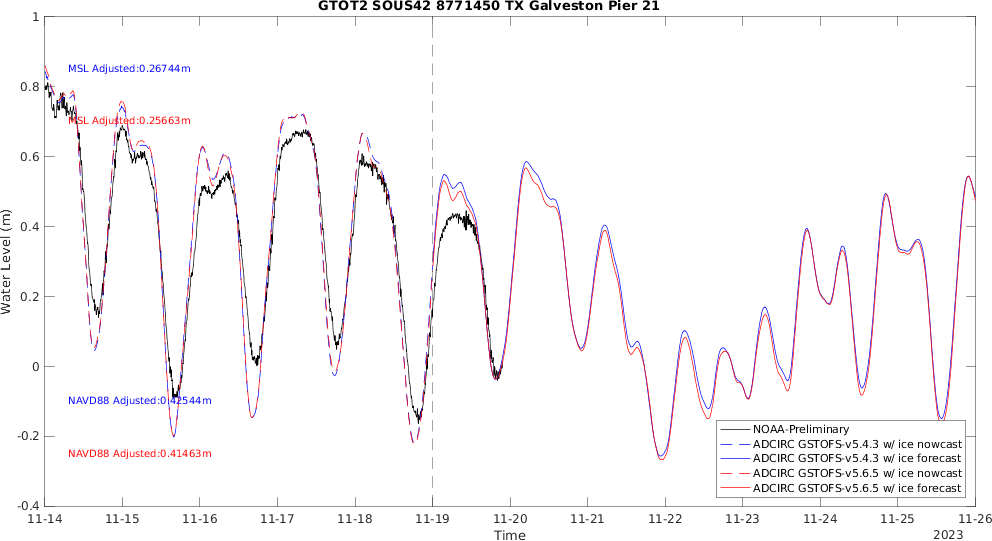 GTOT2 SOUS42 8771450 TX Galveston Pier 21
1
0.8
0.6
0.4
0.2
0
-0.2
-0.4
Water Level (m)
MSL Adjusted:0.26744m
MSL Adjusted:0.25663m
NAVD88 Adjusted:0.42544m
NAVD88 Adjusted:0.41463m
NOAA-Preliminary
ADCIRC GSTOFS-v5.4.3 w/ ice nowcast
ADCIRC GSTOFS-v5.4.3 w/ ice forecast
ADCIRC GSTOFS-v5.6.5 w/ ice nowcast
ADCIRC GSTOFS-v5.6.5 w/ ice forecast
11-14 11-15 11-16 11-17 11-18 11-19 11-20 11-21 11-22 11-23 11-24 11-25 11-26
Time
2023